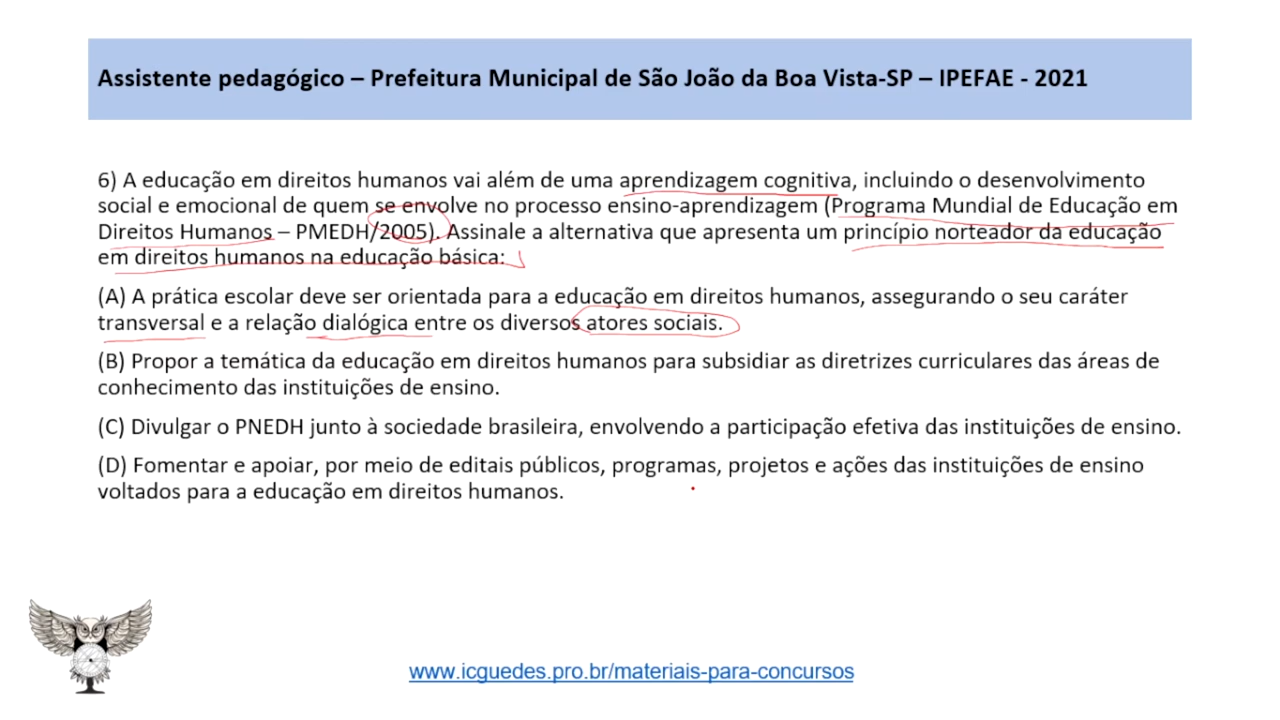 Assistente pedagógico – Prefeitura Municipal de São João da Boa Vista-SP – IPEFAE - 2021
6) A educação em direitos humanos vai além de uma aprendizagem cognitiva, incluindo o desenvolvimento
social e emocional de quem se envolve no processo ensino-aprendizagem (Programa Mundial de Educação em
Direitos Humanos – PMEDH/2005). Assinale a alternativa que apresenta um princípio norteador da educação
em direitos humanos na educação básica:
(A) A prática escolar deve ser orientada para a educação em direitos humanos, assegurando o seu caráter
transversal e a relação dialógica entre os diversos atores sociais.
(B) Propor a temática da educação em direitos humanos para subsidiar as diretrizes curriculares das áreas de
conhecimento das instituições de ensino.
(C) Divulgar o PNEDH junto à sociedade brasileira, envolvendo a participação efetiva das instituições de ensino.
(D) Fomentar e apoiar, por meio de editais públicos, programas, projetos e ações das instituições de ensino
voltados para a educação em direitos humanos.
www.icguedes.pro.br/materiais-para-concursos